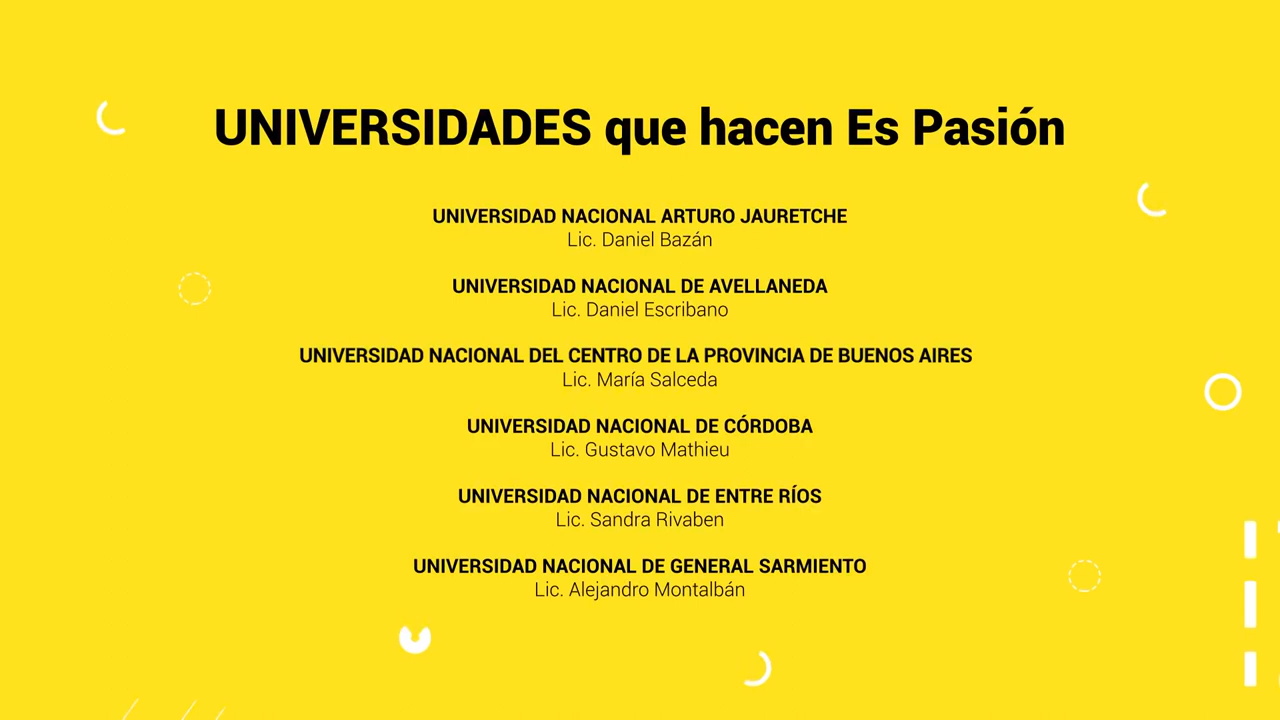 UNIVERSIDADES que hacen Es Pasión
UNIVERSIDAD NACIONAL ARTURO JAURETCHE
Lic. Daniel Bazán
UNIVERSIDAD NACIONAL DE AVELLANEDA
Lic. Daniel Escribano
UNIVERSIDAD NACIONAL DEL CENTRO DE LA PROVINCIA DE BUENOS AIRES
Lic. María Salceda
UNIVERSIDAD NACIONAL DE CÓRDOBA
Lic. Gustavo Mathieu
UNIVERSIDAD NACIONAL DE ENTRE RÍOS
Lic. Sandra Rivaben
UNIVERSIDAD NACIONAL DE GENERAL SARMIENTO
Lic. Alejandro Montalbán